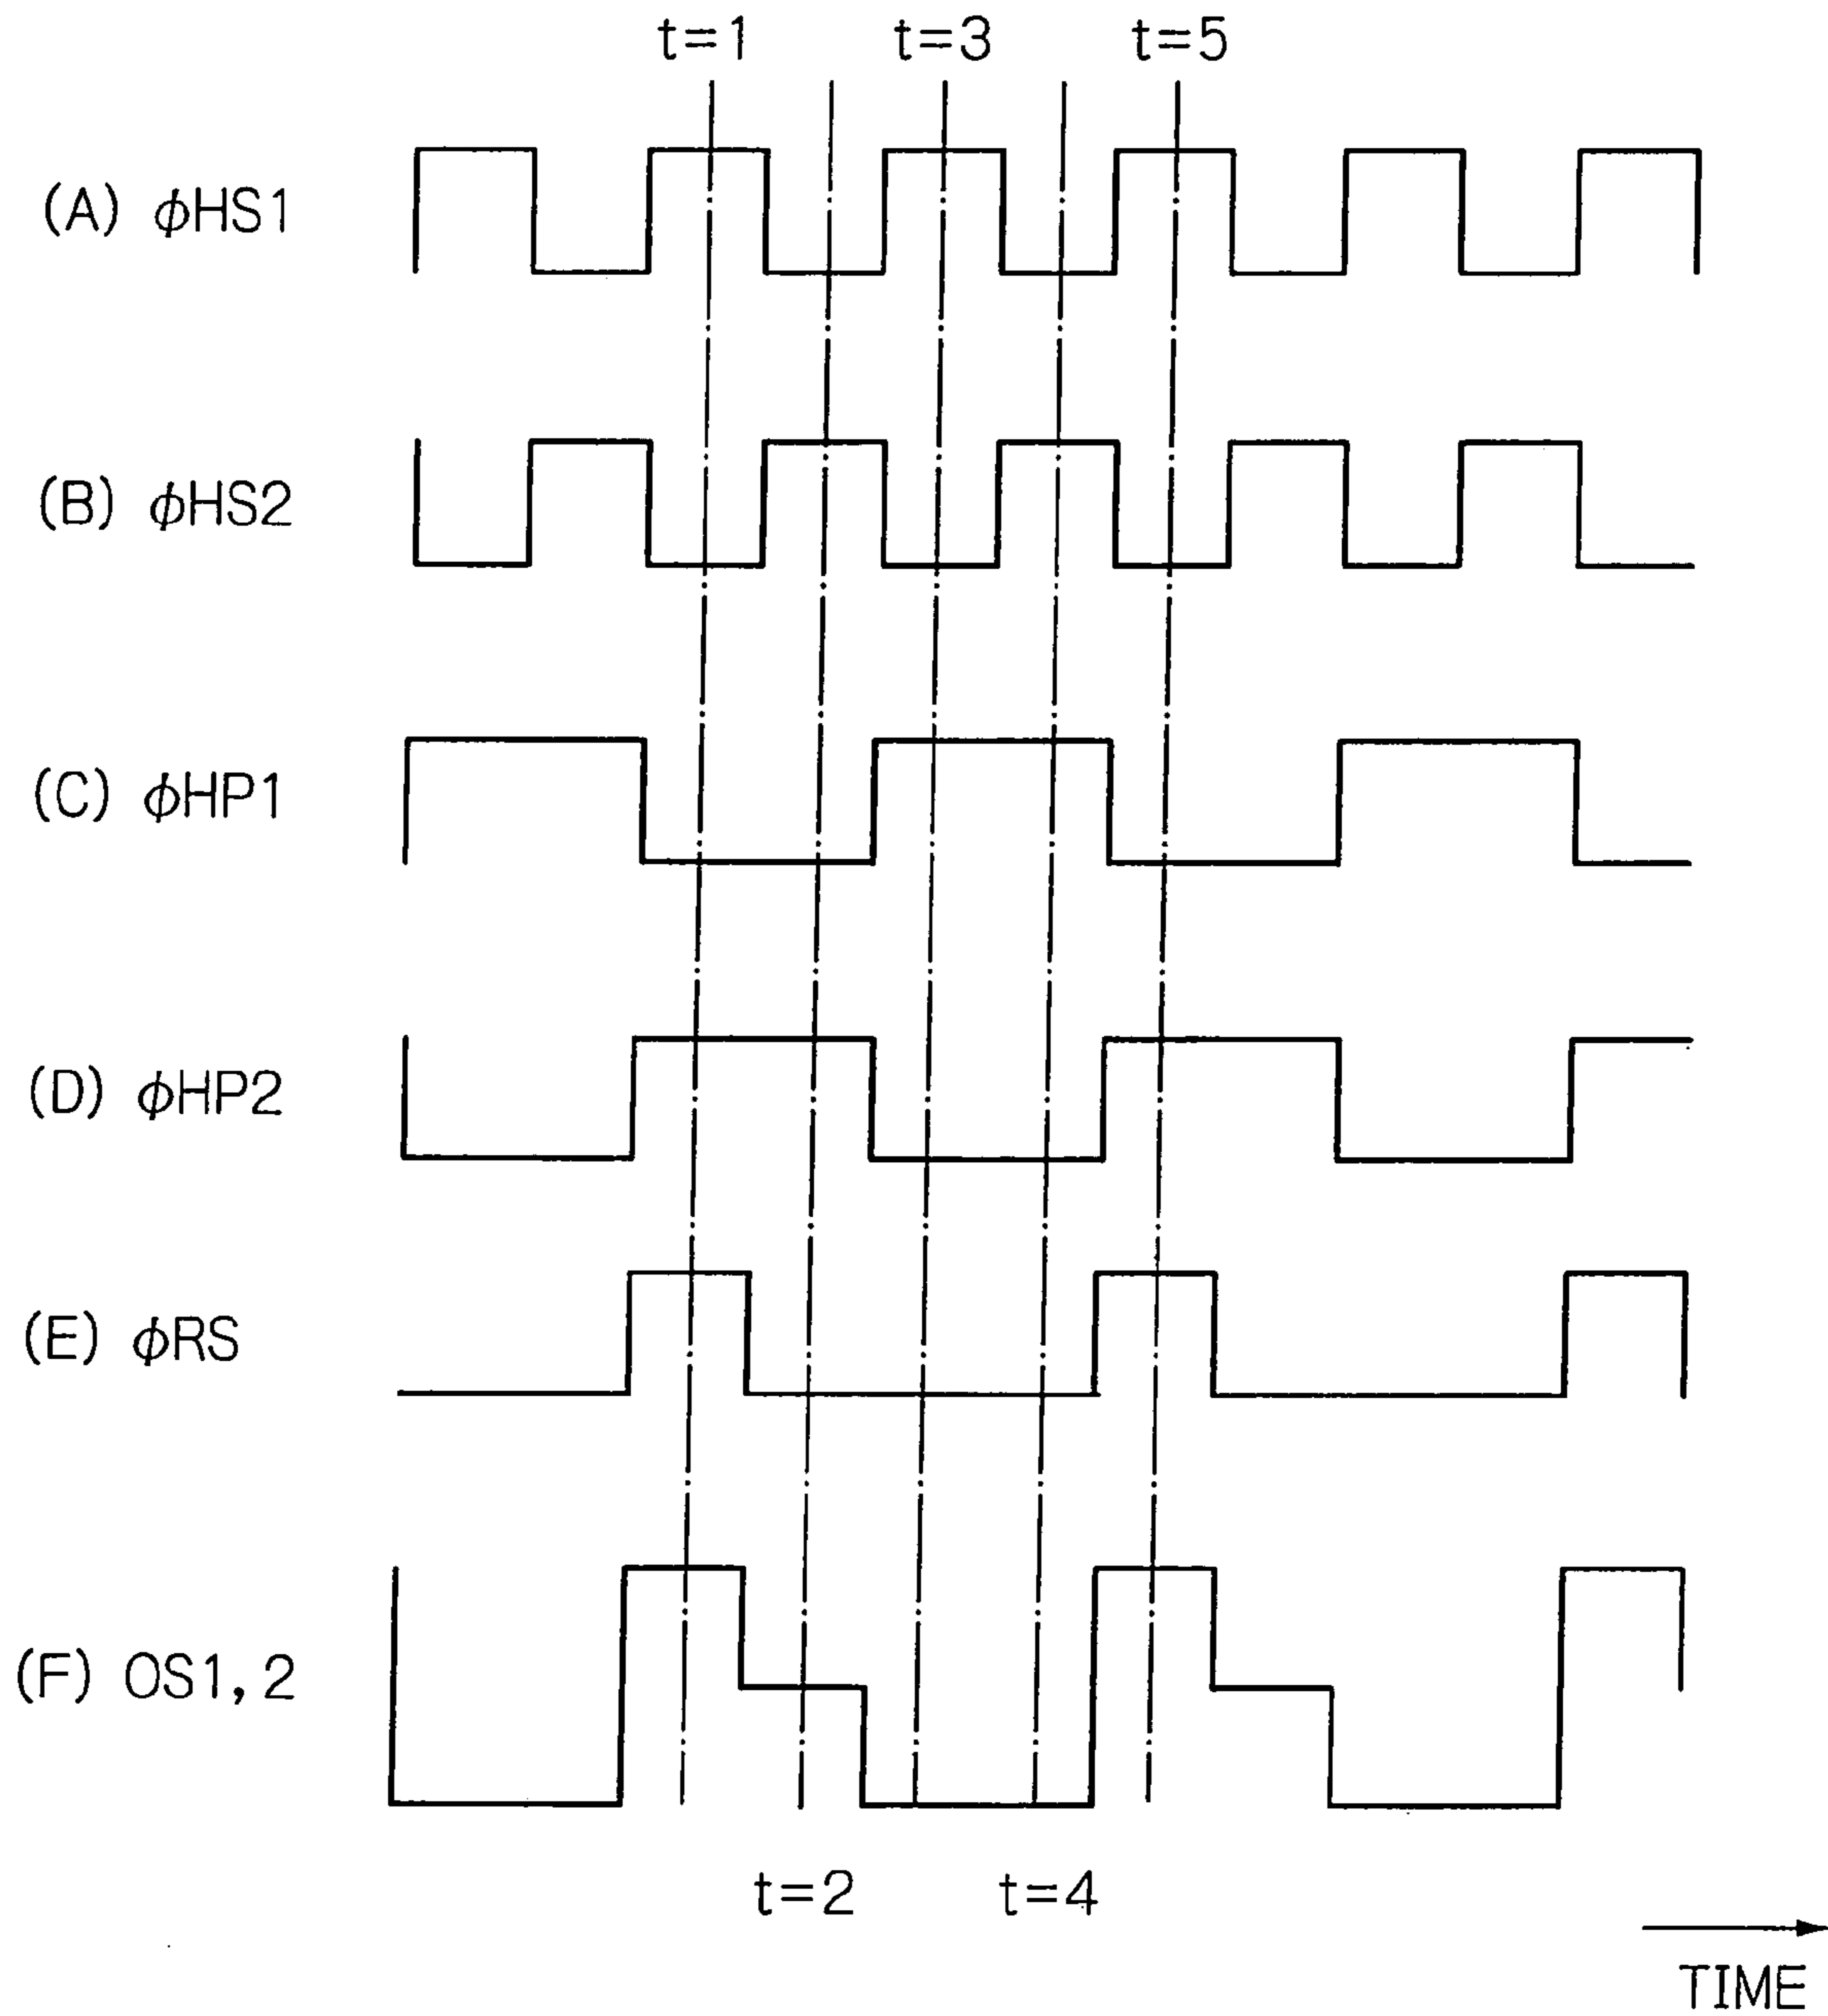 t=1 t=3 t=5
(A) ϕHS1
(B) ϕHS2
(C) ϕHP1
(D) ϕHP2
(E) ϕRS
(F) OS1,2
t=2 t=4
TIME